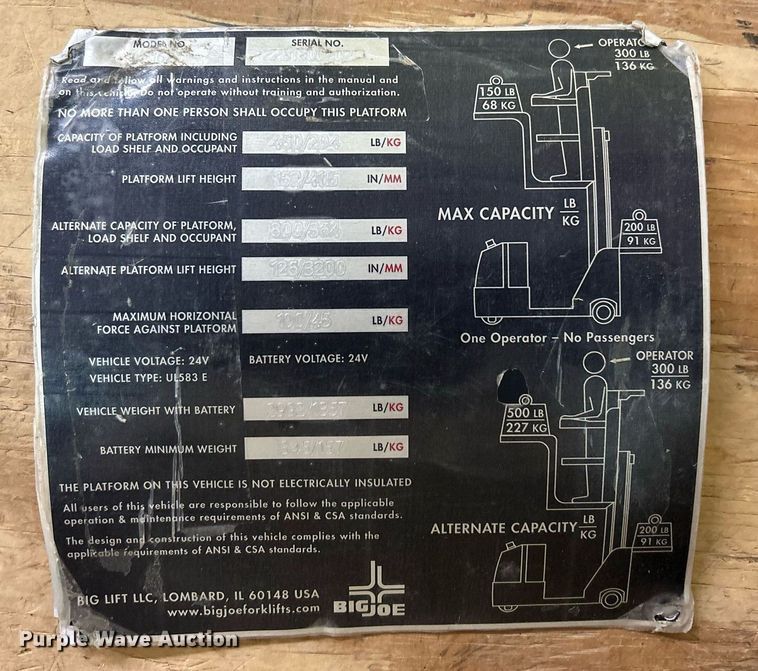 MODEL NO.
SERIAL NO.
Read and follow all warnings and instructions in the manual and
on this vehicle. Do not operate without training and authorization.
NO MORE THAN ONE PERSON SHALL OCCUPY THIS PLATFORM
CAPACITY OF PLATFORM INCLUDING
LOAD SHELF AND OCCUPANT
450/204 LB/KG
PLATFORM LIFT HEIGHT
IN/MM
ALTERNATE CAPACITY OF PLATFORM,
LOAD SHELF AND OCCUPANT
LB/KG
ALTERNATE PLATFORM LIFT HEIGHT
126/3200 IN/MM
MAXIMUM HORIZONTAL
FORCE AGAINST PLATFORM
100/45 LB/KG
VEHICLE VOLTAGE: 24V
BATTERY VOLTAGE: 24V
VEHICLE TYPE: UL583 E
VEHICLE WEIGHT WITH BATTERY
LB/KG
BATTERY MINIMUM WEIGHT
LB/KG
THE PLATFORM ON THIS VEHICLE IS NOT ELECTRICALLY INSULATED
All users of this vehicle are responsible to follow the applicable
operation & maintenance requirements of ANSI & CSA standards.
The design and construction of this vehicle complies with the
applicable requirements of ANSI & CSA standards.
BIG LIFT LLC, LOMBARD, IL 60148 USA
www.bigjoeforklifts.com
BIG JOE
OPERATOR
300 LB
136 KG
150 LB
68 KG
MAX CAPACITY LB
KG
200 LB
91 KG
One Operator – No Passengers
OPERATOR
300 LB
136 KG
500 LB
227 KG
ALTERNATE CAPACITY LB
KG
200 LB
91 KG
Purple Wave Auction